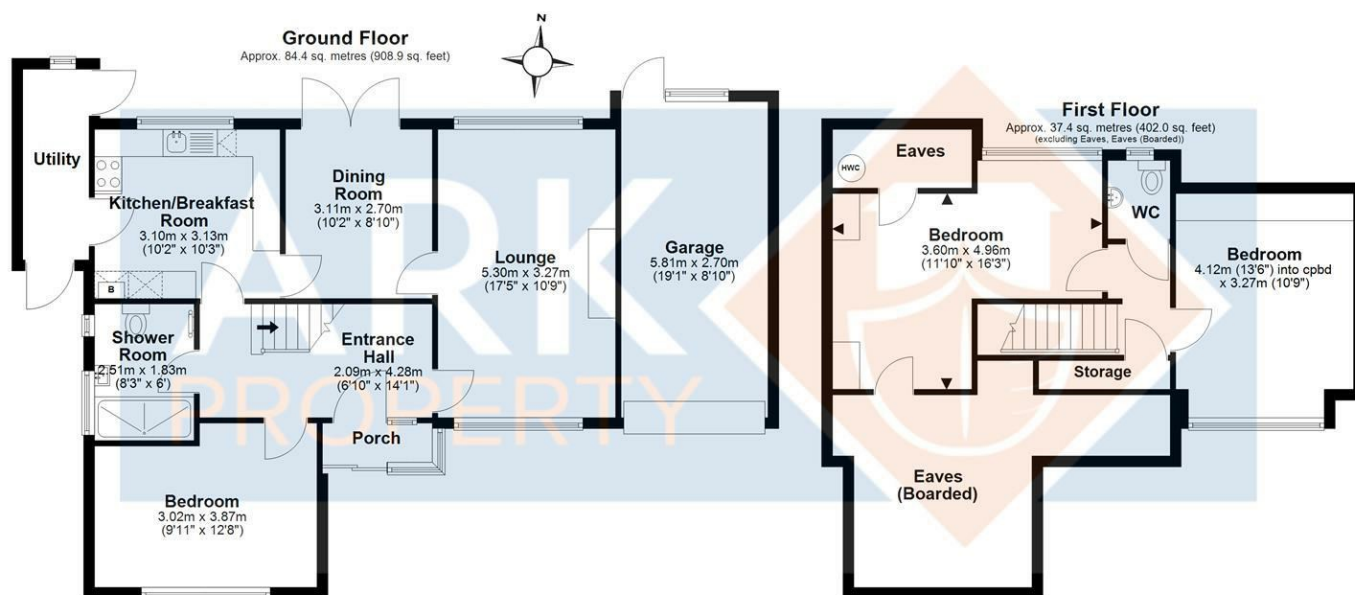 N
Ground Floor
Approx. 84.4 sq. metres (908.9 sq. feet)
Utility
Kitchen/Breakfast
Room
3.10m x 3.13m
(10'2" x 10'3")
Dining
Room
3.11m x 2.70m
(10'2" x 8'10")
Lounge
5.30m x 3.27m
(17'5" x 10'9")
Garage
5.81m x 2.70m
(19'1" x 8'10")
B
Shower
Room
2.51m x 1.83m
(8'3" x 6')
Entrance
Hall
2.09m x 4.28m
(6'10" x 14'1")
Porch
Bedroom
3.02m x 3.87m
(9'11" x 12'8")
First Floor
Approx. 37.4 sq. metres (402.0 sq. feet)
(excluding Eaves, Eaves (Boarded))
Eaves
HWC
WC
Bedroom
3.60m x 4.96m
(11'10" x 16'3")
Bedroom
4.12m (13'6") into cpbd
x 3.27m (10'9")
Storage
Eaves
(Boarded)
ARK
PROPERTY